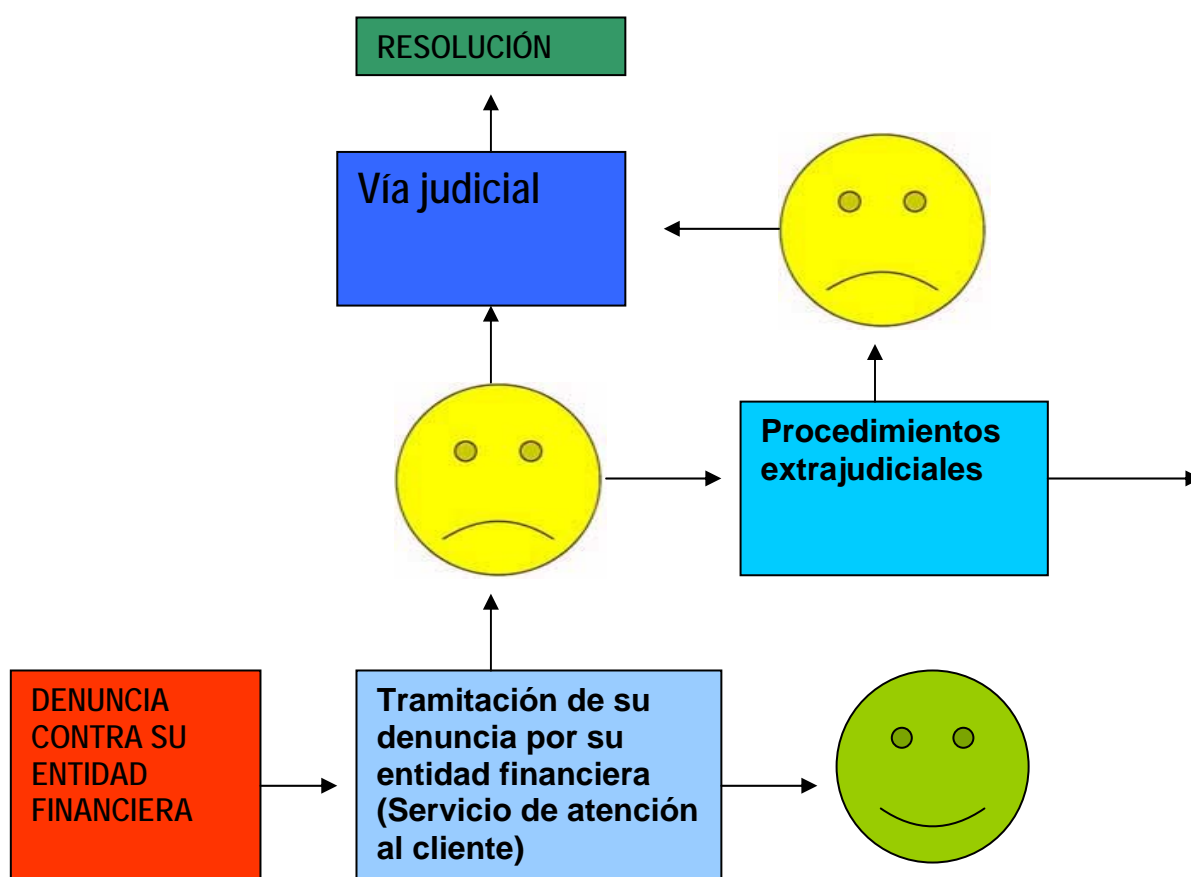 RESOLUCIÓN
Vía judicial
Procedimientos
extrajudiciales
DENUNCIA
CONTRA SU
ENTIDAD
FINANCIERA
Tramitación de su
denuncia por su
entidad financiera
(Servicio de atención
al cliente)